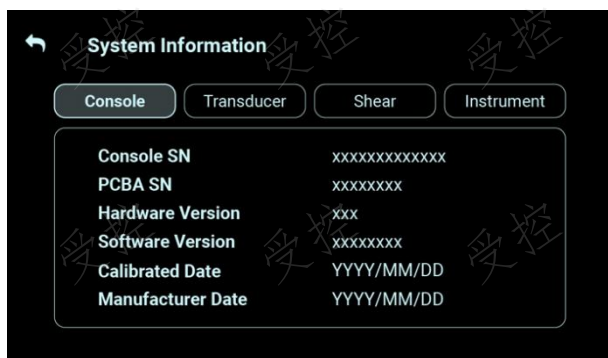 System Information
Console Transducer Shear Instrument
Console SN xxxxxxxxxxxxx
PCBA SN xxxxxxxx
Hardware Version xxx
Software Version xxxxxxxx
Calibrated Date YYYY/MM/DD
Manufacturer Date YYYY/MM/DD
受控
受控
受控
受控
受控
受控